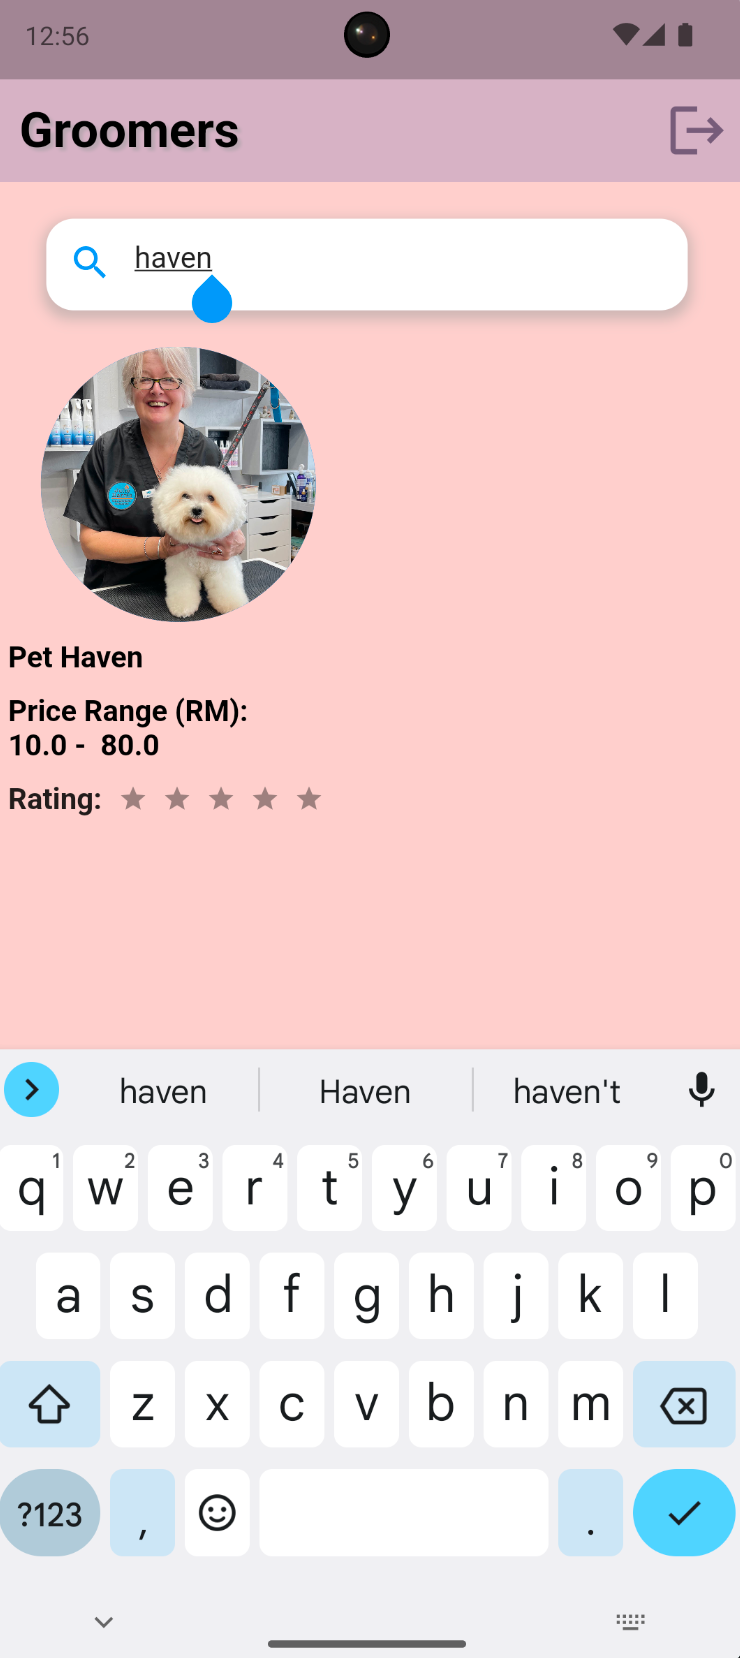 12:56
Groomers
haven
Pet Haven
Price Range (RM):
10.0 - 80.0
Rating:
haven Haven haven't
1 2 3 4 5 6 7 8 9 0
q w e r t y u i o p
a s d f g h j k l
z x c v b n m
?123 , .